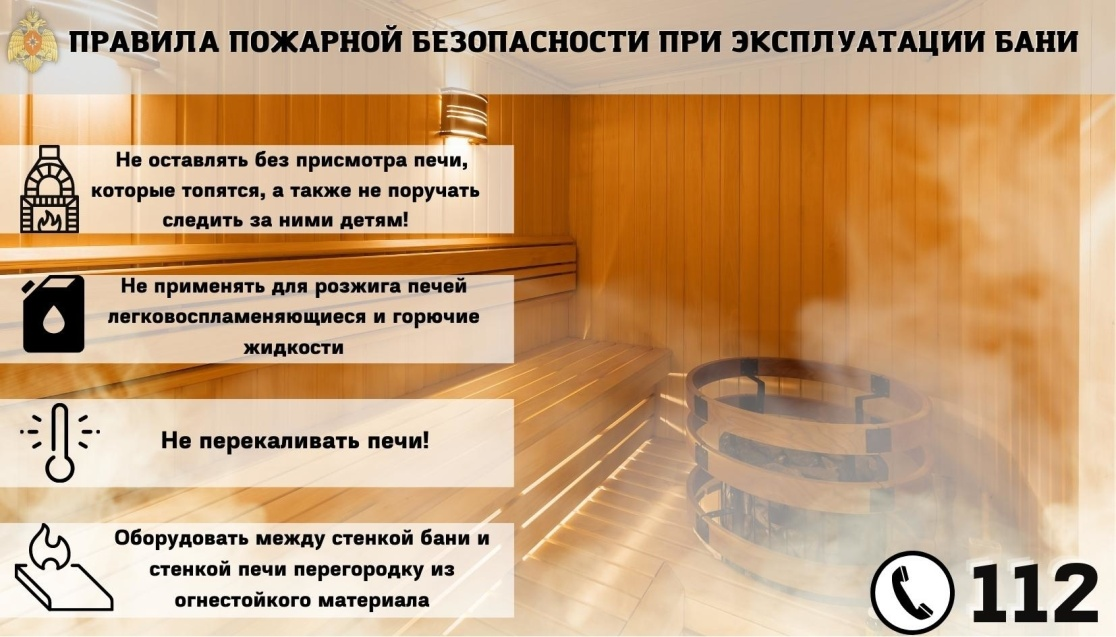 ПРАВИЛА ПОЖАРНОЙ БЕЗОПАСНОСТИ ПРИ ЭКСПЛУАТАЦИИ БАНИ
Не оставлять без присмотра печи,
которые топятся, а также не поручать
следить за ними детям!
Не применять для розжига печей
легковоспламеняющиеся и горючие
жидкости
Не перекаливать печи!
Оборудовать между стенкой бани и
стенкой печи перегородку из
огнестойкого материала
112